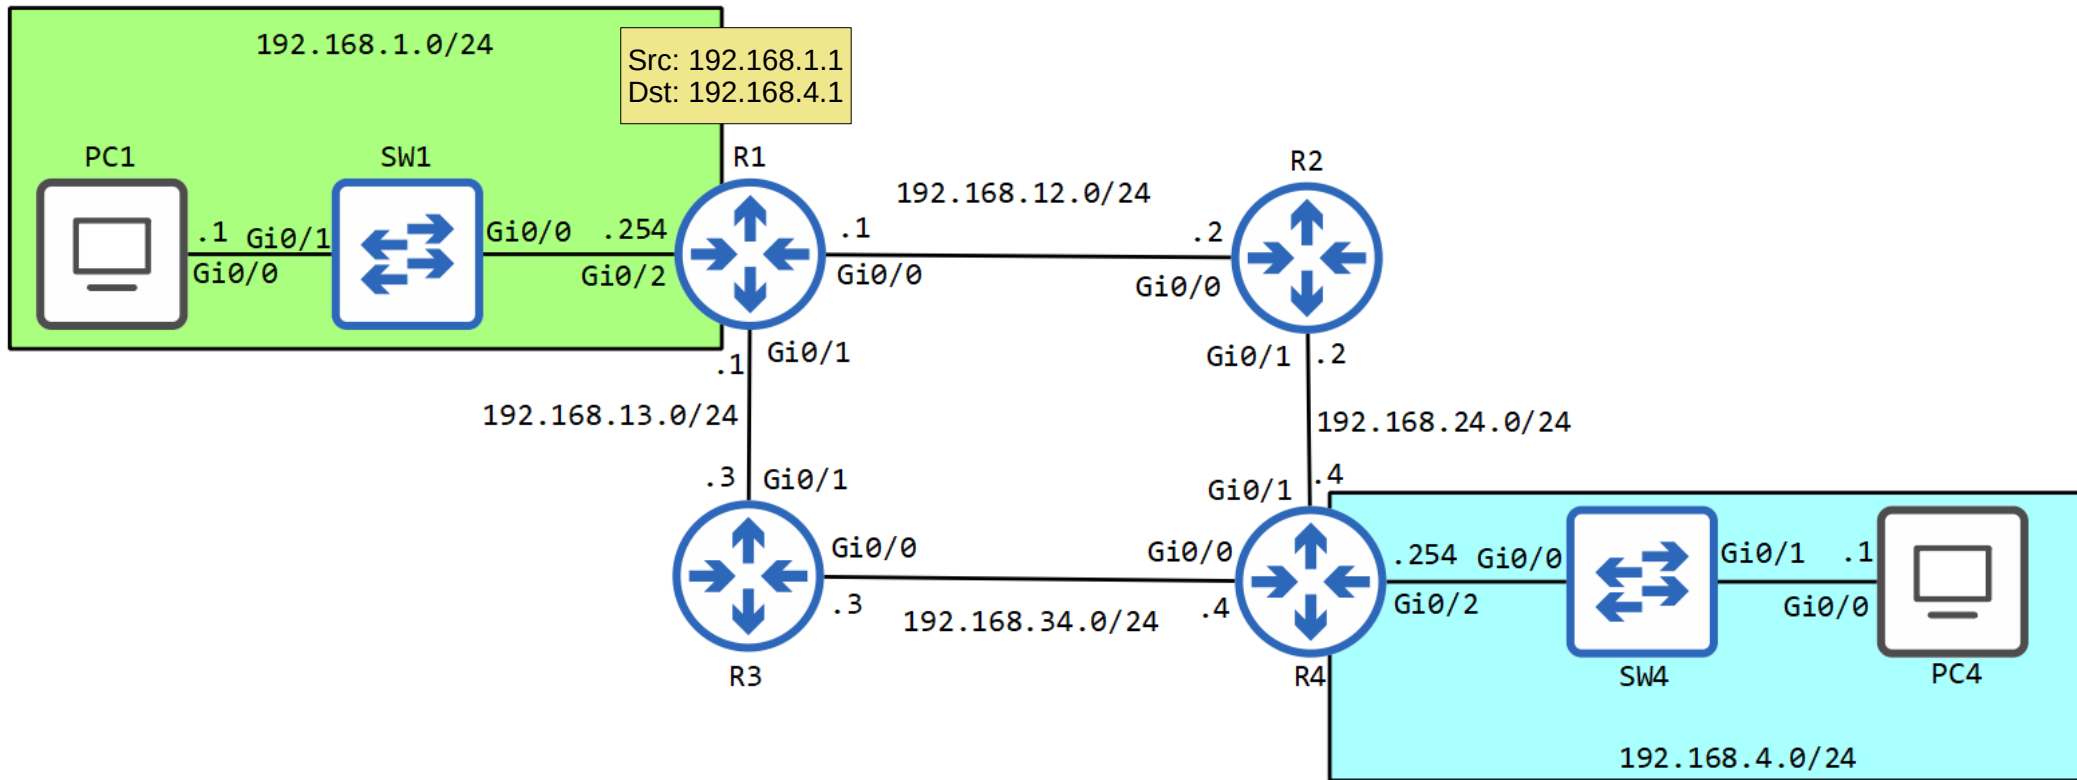 192.168.1.0/24
Src: 192.168.1.1
Dst: 192.168.4.1
PC1
SW1
R1
R2
192.168.12.0/24
.1
Gi0/1
Gi0/0
Gi0/0
.254
Gi0/2
.1
Gi0/0
.2
Gi0/0
.1
Gi0/1
Gi0/1
.2
192.168.13.0/24
192.168.24.0/24
.3
Gi0/1
.4
Gi0/1
Gi0/0
.3
192.168.34.0/24
Gi0/0
.4
.254
Gi0/0
Gi0/2
Gi0/1
.1
Gi0/0
R3
R4
SW4
PC4
192.168.4.0/24